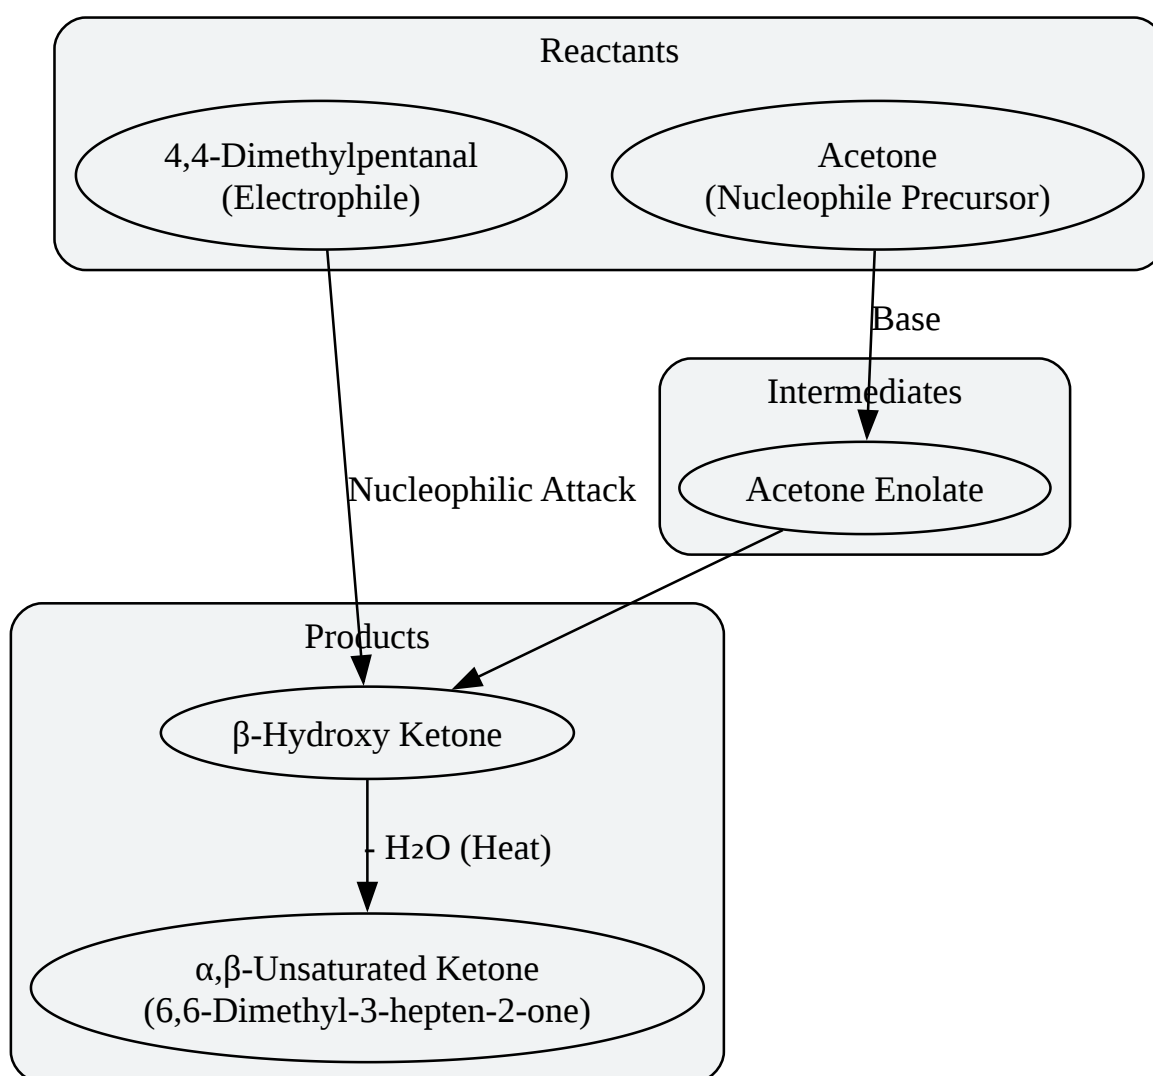 Reactants
4,4-Dimethylpentanal
(Electrophile)
Acetone
(Nucleophile Precursor)
Base
Intermediates
Acetone Enolate
Nucleophilic Attack
Products
β-Hydroxy Ketone
- H₂O (Heat)
α,β-Unsaturated Ketone
(6,6-Dimethyl-3-hepten-2-one)